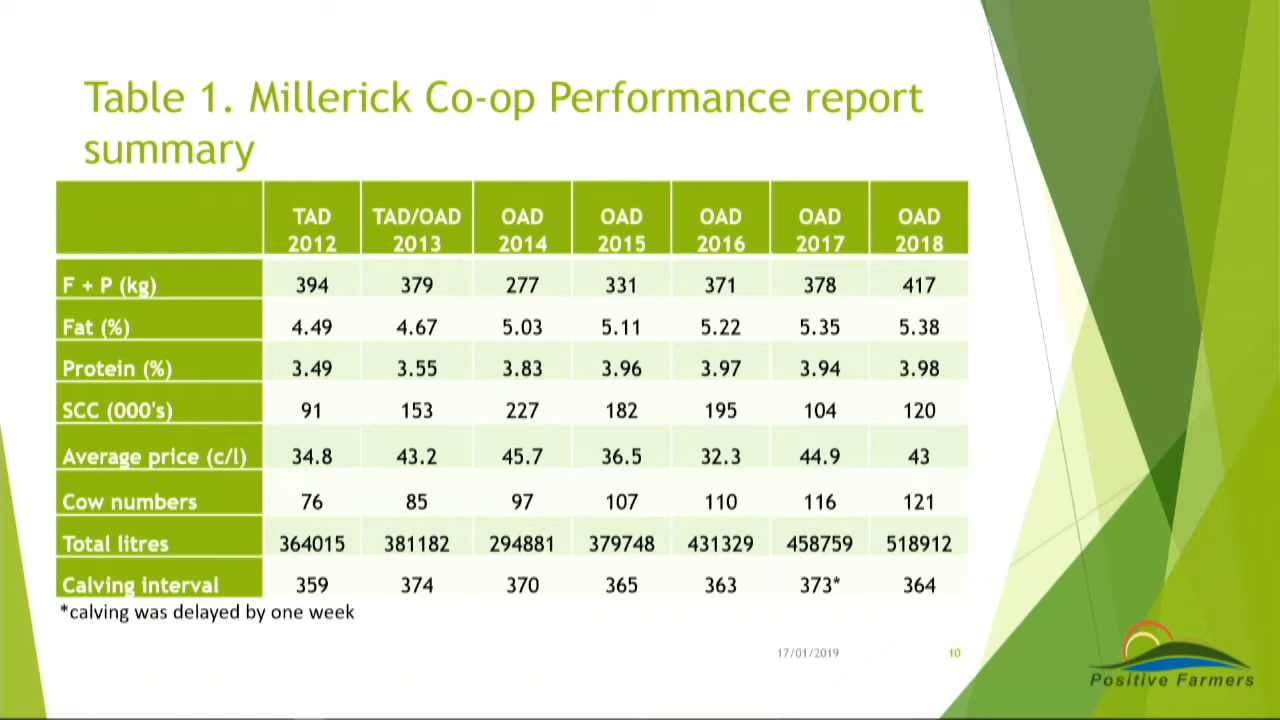 Table 1. Millerick Co-op Performance report
summary
TAD TAD/OAD OAD OAD OAD OAD OAD
2012 2013 2014 2015 2016 2017 2018
F + P (kg) 394 379 277 331 371 378 417
Fat (%) 4.49 4.67 5.03 5.11 5.22 5.35 5.38
Protein (%) 3.49 3.55 3.83 3.96 3.97 3.94 3.98
SCC (000's) 91 153 227 182 195 104 120
Average price (c/l) 34.8 43.2 45.7 36.5 32.3 44.9 43
Cow numbers 76 85 97 107 110 116 121
Total litres 364015 381182 294881 379748 431329 458759 518912
Calving interval 359 374 370 365 363 373* 364
*calving was delayed by one week
17/01/2019 10
Positive Farmers